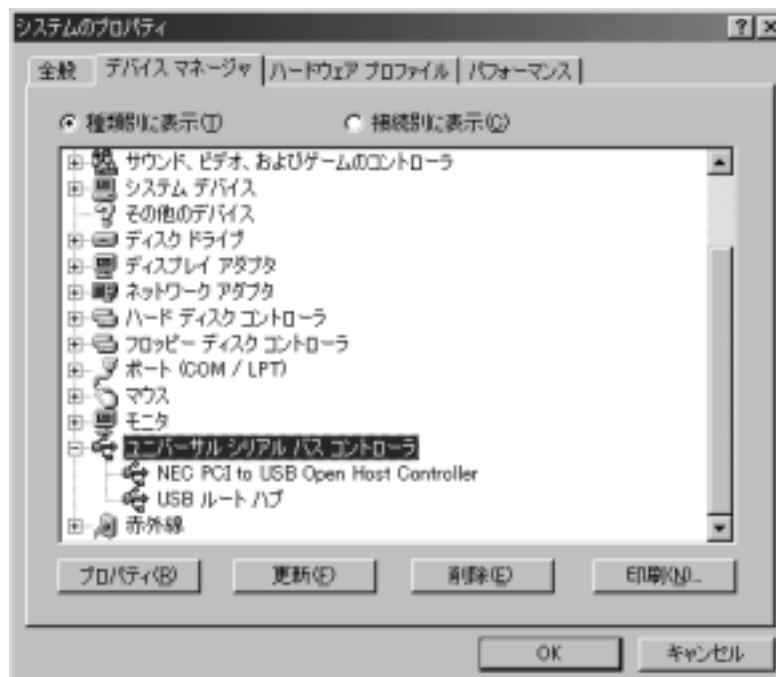 システムのプロパティ
全般 デバイス マネージャ ハードウェア プロファイル パフォーマンス
種類別に表示(T) 接続別に表示(C)
サウンド、ビデオ、およびゲームのコントローラ
システム デバイス
その他のデバイス
ディスク ドライブ
ディスプレイ アダプタ
ネットワーク アダプタ
ハード ディスク コントローラ
フロッピー ディスク コントローラ
ポート (COM / LPT)
マウス
モニタ
ユニバーサル シリアル バス コントローラ
NEC PCI to USB Open Host Controller
USB ルート ハブ
赤外線
プロパティ(R) 更新(F) 削除(E) 印刷(N)...
OK キャンセル